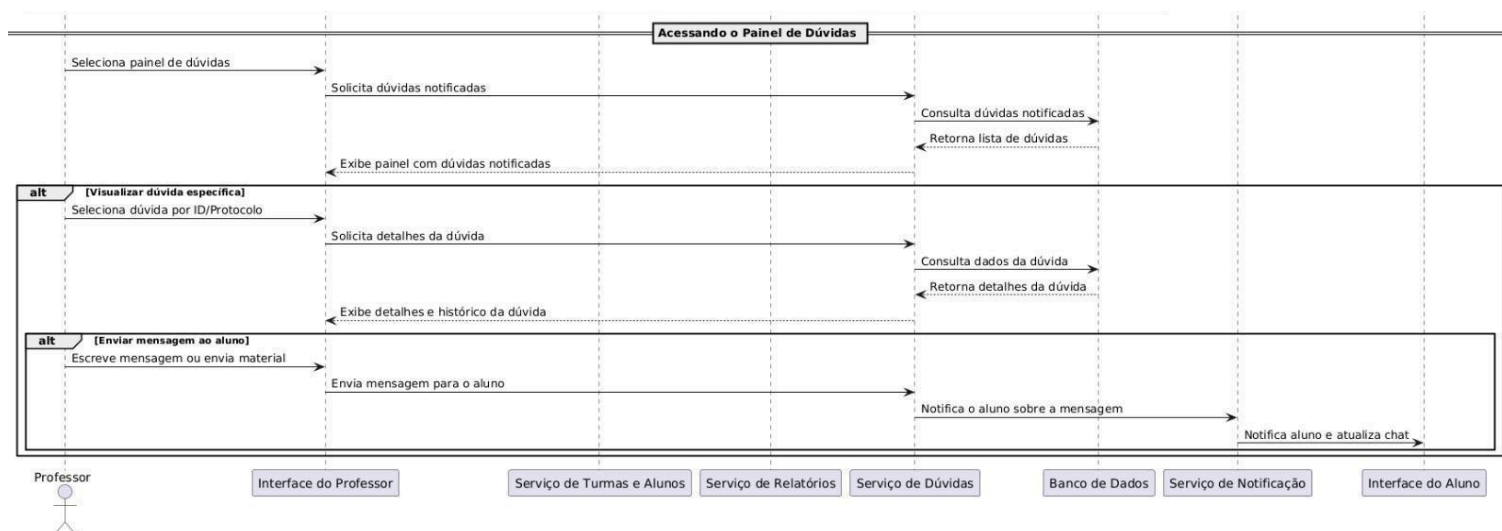 Acessando o Painel de Dúvidas
Seleciona painel de dúvidas
Solicita dúvidas notificadas
Consulta dúvidas notificadas
Retorna lista de dúvidas
Exibe painel com dúvidas notificadas
alt [Visualizar dúvida específica]
Seleciona dúvida por ID/Protocolo
Solicita detalhes da dúvida
Consulta dados da dúvida
Retorna detalhes da dúvida
Exibe detalhes e histórico da dúvida
alt [Enviar mensagem ao aluno]
Escreve mensagem ou envia material
Envia mensagem para o aluno
Notifica o aluno sobre a mensagem
Notifica aluno e atualiza chat
Professor Interface do Professor Serviço de Turmas e Alunos Serviço de Relatórios Serviço de Dúvidas Banco de Dados Serviço de Notificação Interface do Aluno